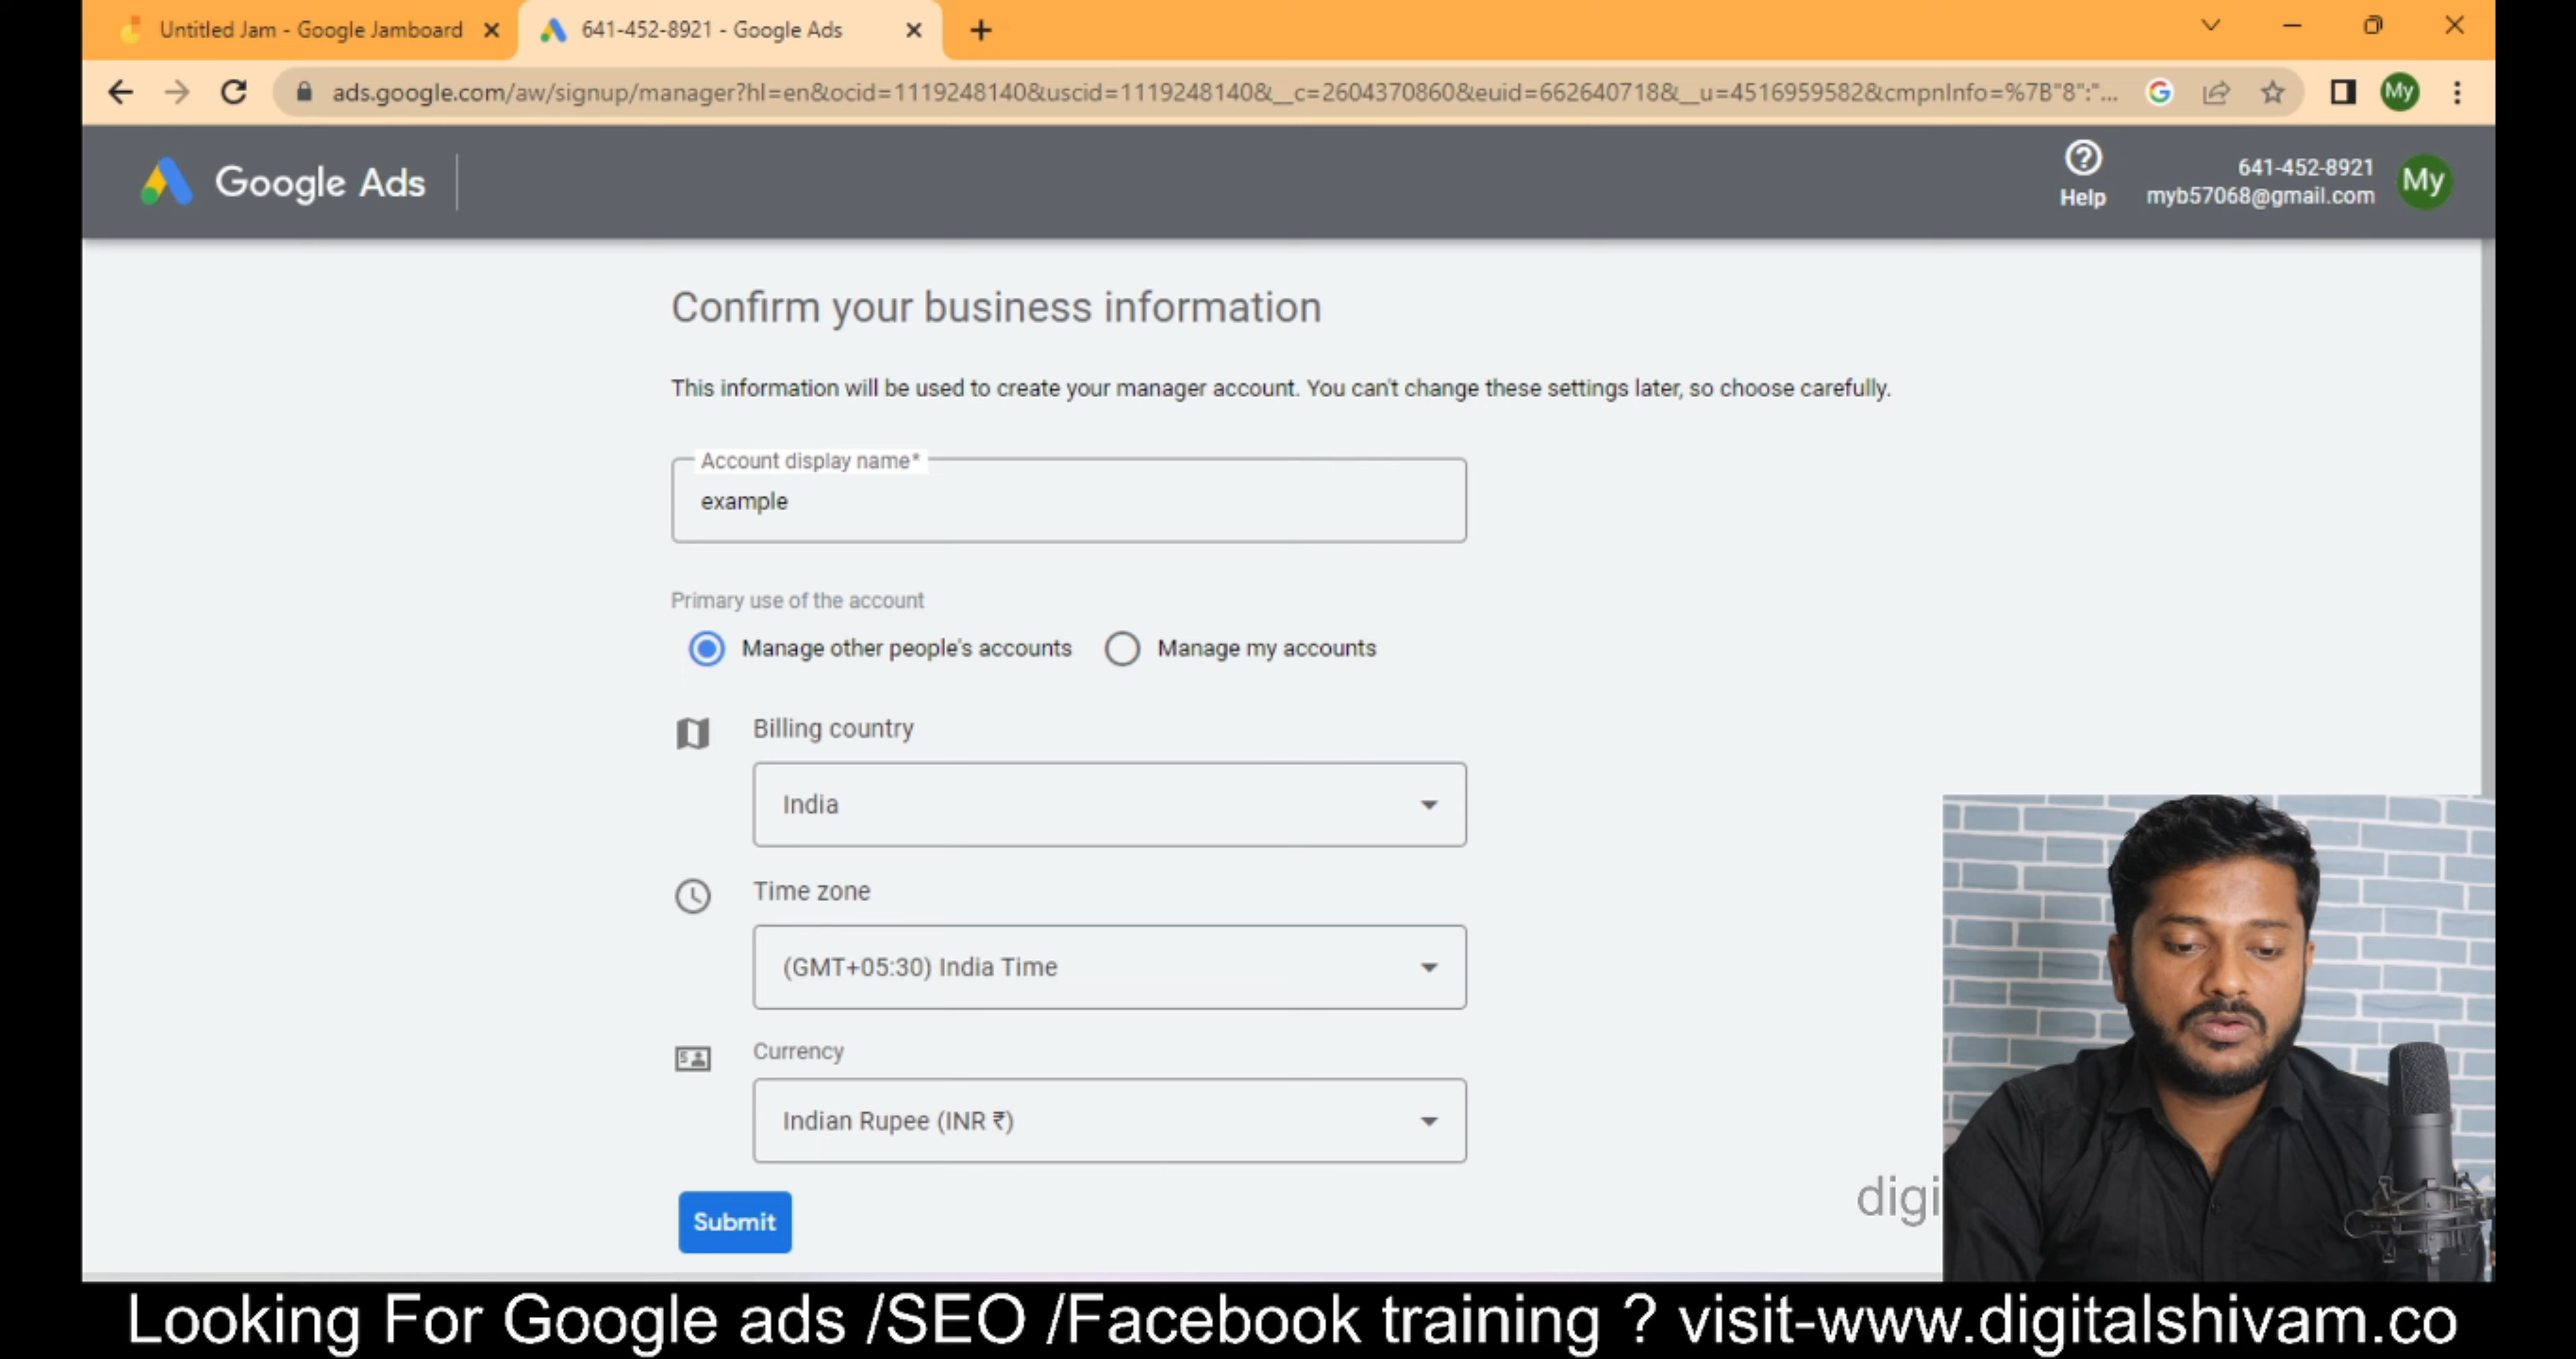 Untitled Jam - Google Jamboard
641-452-8921 - Google Ads
ads.google.com/aw/signup/manager?hl=en&ocid=1119248140&uscid=1119248140&__c=2604370860&euid=662640718&__u=4516959582&cmpnInfo=%7B"8":"...
My
Google Ads
Help
641-452-8921
myb57068@gmail.com
My
Confirm your business information
This information will be used to create your manager account. You can't change these settings later, so choose carefully.
Account display name*
example
Primary use of the account
Manage other people's accounts
Manage my accounts
Billing country
India
Time zone
(GMT+05:30) India Time
Currency
Indian Rupee (INR ₹)
Submit
digi
Looking For Google ads /SEO /Facebook training ? visit-www.digitalshivam.co